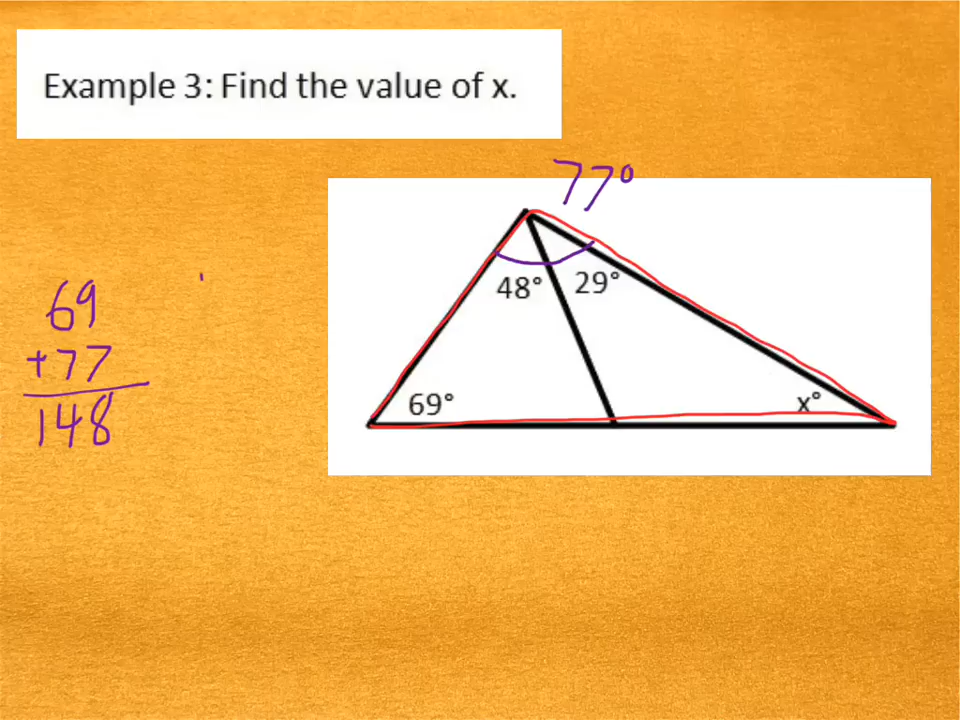 Example 3: Find the value of x.
77°
48° 29°
69° x°
69
+77
148